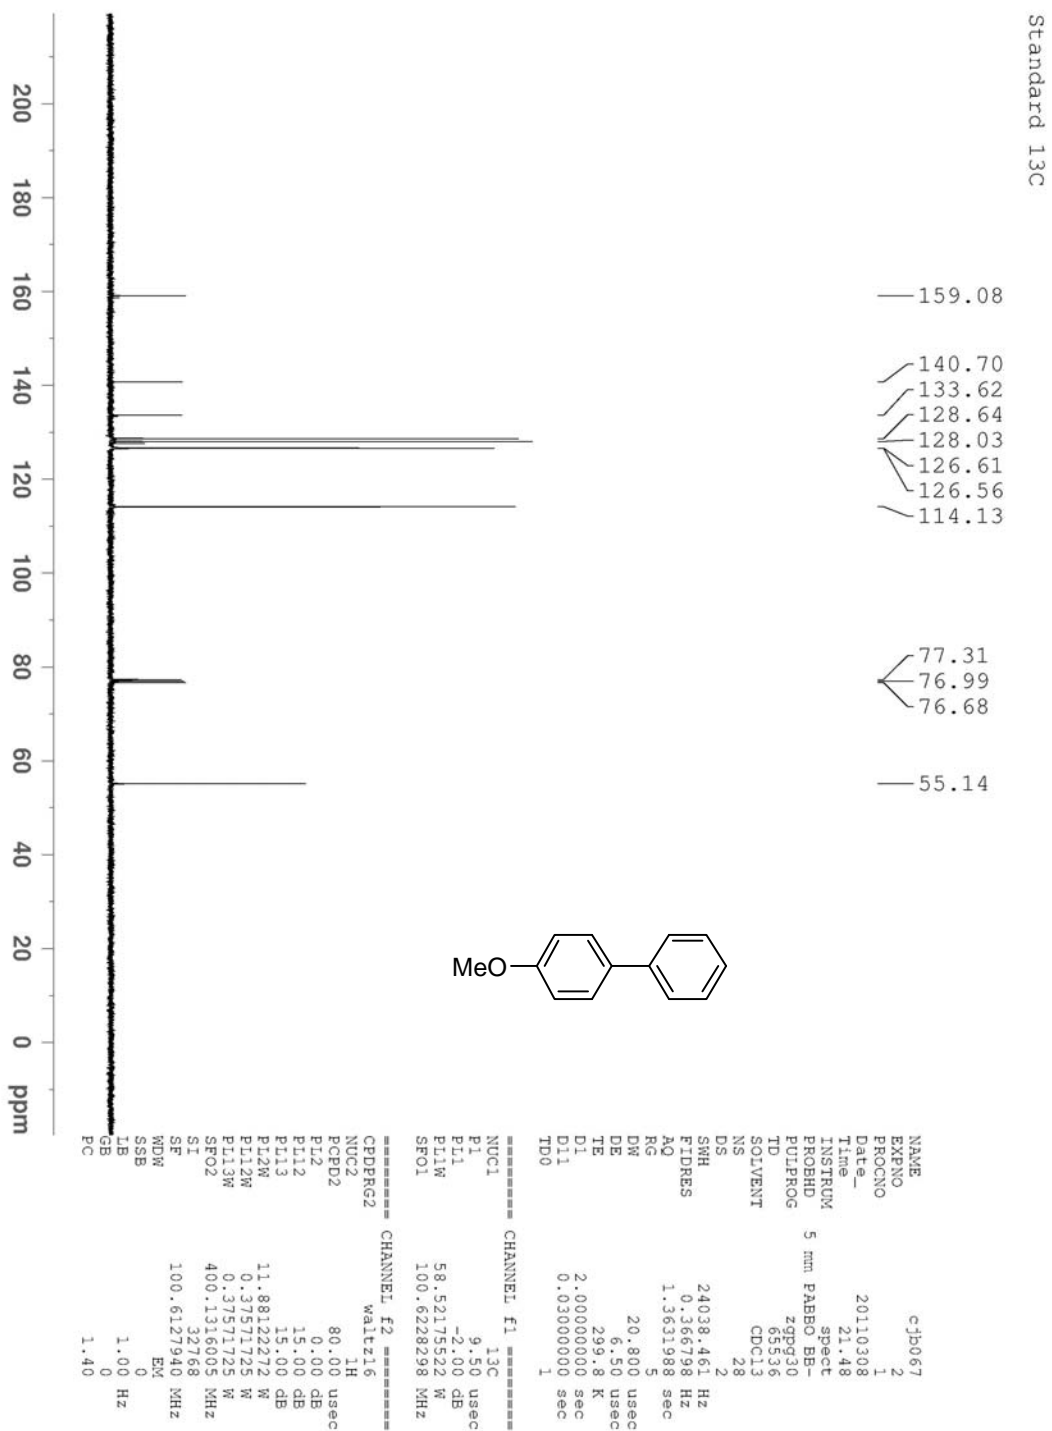 Standard 13C
159.08
140.70
133.62
128.64
128.03
126.61
126.56
114.13
77.31
76.99
76.68
55.14
MeO
200 180 160 140 120 100 80 60 40 20 0 ppm
NAME cjb067
EXPNO 2
PROCNO 1
Date_ 20110308
Time 21.48
INSTRUM spect
PROBHD 5 mm PABBO BB-
PULPROG zgpg30
TD 65536
SOLVENT CDCl3
NS 28
DS 2
SWH 24038.461 Hz
FIDRES 0.366798 Hz
AQ 1.3631988 sec
RG 5
DW 20.800 usec
DE 6.50 usec
TE 299.8 K
D1 2.00000000 sec
D11 0.03000000 sec
TD0 1
======== CHANNEL f1 ========
NUC1 13C
P1 9.50 usec
PL1 -2.00 dB
PL1W 58.52175522 W
SFO1 100.6228298 MHz
======== CHANNEL f2 ========
CPDPRG2 waltz16
NUC2 1H
PCPD2 80.00 usec
PL2 0.00 dB
PL12 15.00 dB
PL13 15.00 dB
PL2W 11.88122272 W
PL12W 0.37571725 W
PL13W 0.37571725 W
SFO2 400.1316005 MHz
SI 32768
SF 100.6127940 MHz
WDW EM
SSB 0
LB 1.00 Hz
GB 0
PC 1.40